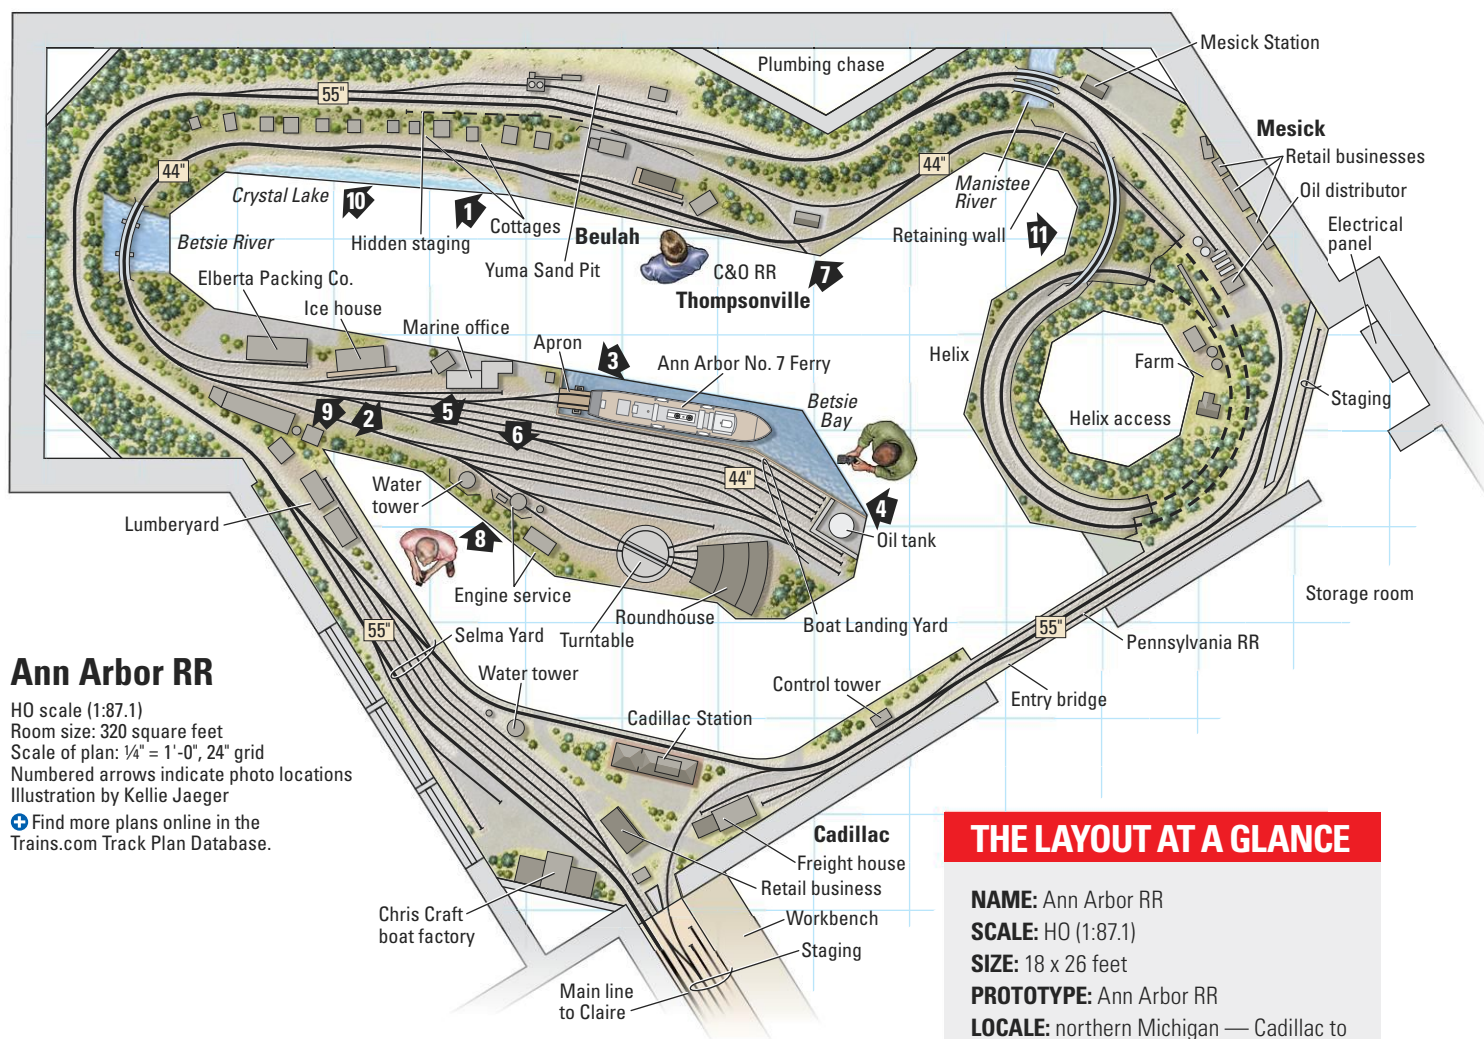 Plumbing chase
Mesick Station
55"
Mesick
Retail businesses
44"
44"
Oil distributor
Manistee
River
Crystal Lake
10
1
Electrical
panel
Cottages
Hidden staging
Beulah
Retaining wall
11
Betsie River
Yuma Sand Pit
C&O RR
7
Elberta Packing Co.
Thompsonville
Ice house
Marine office
Apron
3
Ann Arbor No. 7 Ferry
Helix
Farm
Betsie
Bay
Staging
9
2
5
6
Helix access
44"
Water
tower
4
Lumberyard
8
Oil tank
Engine service
Storage room
Roundhouse
Boat Landing Yard
55"
Selma Yard
Turntable
55"
Pennsylvania RR
Ann Arbor RR
HO scale (1:87.1)
Room size: 320 square feet
Scale of plan: ¼" = 1'-0", 24" grid
Numbered arrows indicate photo locations
Illustration by Kellie Jaeger
Find more plans online in the
Trains.com Track Plan Database.
Water tower
Control tower
Entry bridge
Cadillac Station
Cadillac
Freight house
Retail business
Chris Craft
boat factory
Workbench
Staging
Main line
to Claire
THE LAYOUT AT A GLANCE
NAME: Ann Arbor RR
SCALE: HO (1:87.1)
SIZE: 18 x 26 feet
PROTOTYPE: Ann Arbor RR
LOCALE: northern Michigan — Cadillac to